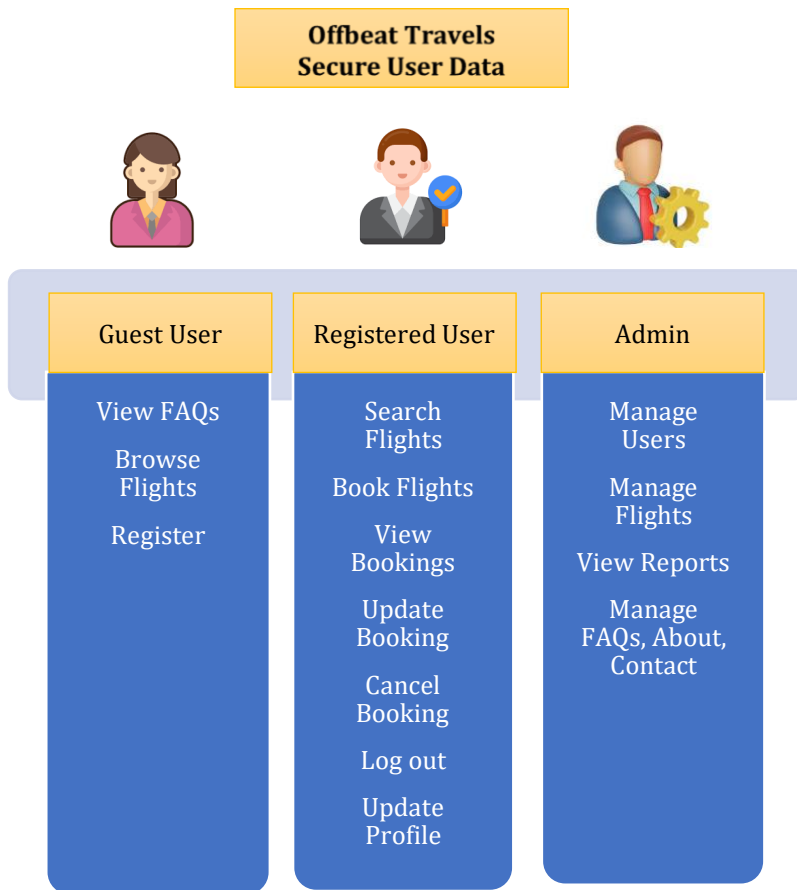 Offbeat Travels
Secure User Data
Guest User
View FAQs
Browse
Flights
Register
Registered User
Search
Flights
Book Flights
View
Bookings
Update
Booking
Cancel
Booking
Log out
Update
Profile
Admin
Manage
Users
Manage
Flights
View Reports
Manage
FAQs, About,
Contact